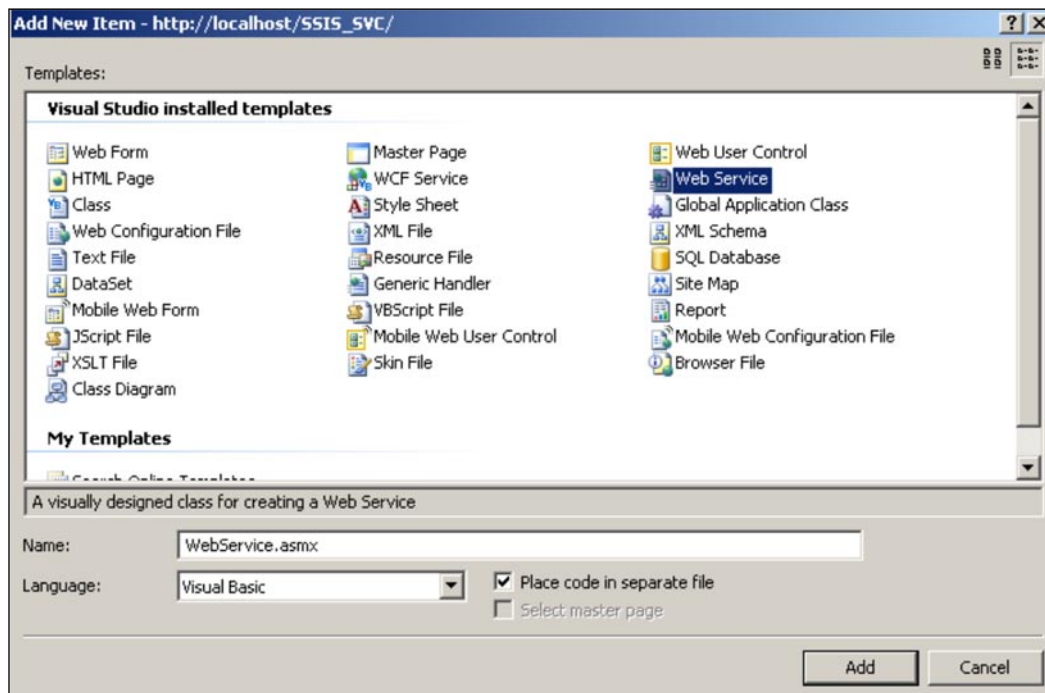 Add New Item - http://localhost/SSIS_SVC/
Templates:
Visual Studio installed templates
Web Form Master Page Web User Control
HTML Page WCF Service Web Service
Class Style Sheet Global Application Class
Web Configuration File XML File XML Schema
Text File Resource File SQL Database
DataSet Generic Handler Site Map
Mobile Web Form VBScript File Report
JScript File Mobile Web User Control Mobile Web Configuration File
XSLT File Skin File Browser File
Class Diagram
My Templates
Search Online Templates
A visually designed class for creating a Web Service
Name: WebService.asmx
Language: Visual Basic Place code in separate file
Select master page
Add Cancel